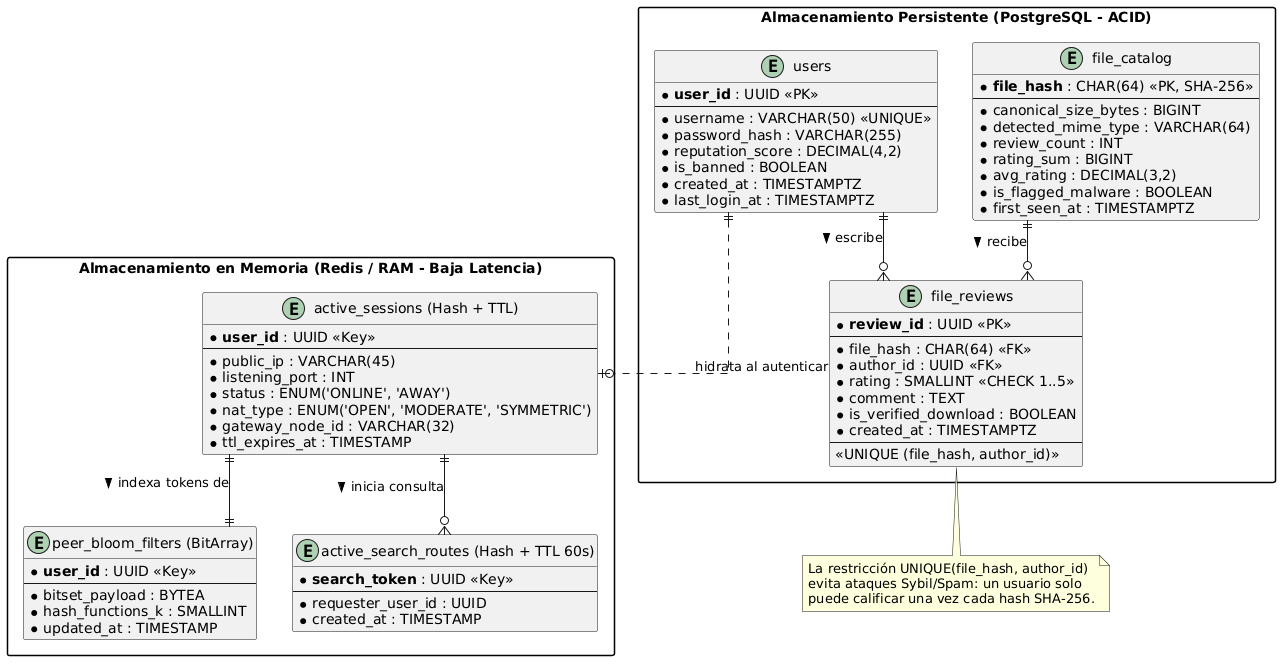 Almacenamiento Persistente (PostgreSQL - ACID)
E users
user_id : UUID «PK»
username : VARCHAR(50) «UNIQUE»
password_hash : VARCHAR(255)
reputation_score : DECIMAL(4,2)
is_banned : BOOLEAN
created_at : TIMESTAMPTZ
last_login_at : TIMESTAMPTZ
E file_catalog
file_hash : CHAR(64) «PK, SHA-256»
canonical_size_bytes : BIGINT
detected_mime_type : VARCHAR(64)
review_count : INT
rating_sum : BIGINT
avg_rating : DECIMAL(3,2)
is_flagged_malware : BOOLEAN
first_seen_at : TIMESTAMPTZ
escribe
recibe
E file_reviews
review_id : UUID «PK»
file_hash : CHAR(64) «FK»
author_id : UUID «FK»
rating : SMALLINT «CHECK 1..5»
comment : TEXT
is_verified_download : BOOLEAN
created_at : TIMESTAMPTZ
«UNIQUE (file_hash, author_id)»
hidrata al autenticar
Almacenamiento en Memoria (Redis / RAM - Baja Latencia)
E active_sessions (Hash + TTL)
user_id : UUID «Key»
public_ip : VARCHAR(45)
listening_port : INT
status : ENUM('ONLINE', 'AWAY')
nat_type : ENUM('OPEN', 'MODERATE', 'SYMMETRIC')
gateway_node_id : VARCHAR(32)
ttl_expires_at : TIMESTAMP
indexa tokens de
inicia consulta
E peer_bloom_filters (BitArray)
user_id : UUID «Key»
bitset_payload : BYTEA
hash_functions_k : SMALLINT
updated_at : TIMESTAMP
E active_search_routes (Hash + TTL 60s)
search_token : UUID «Key»
requester_user_id : UUID
created_at : TIMESTAMP
La restricción UNIQUE(file_hash, author_id)
evita ataques Sybil/Spam: un usuario solo
puede calificar una vez cada hash SHA-256.